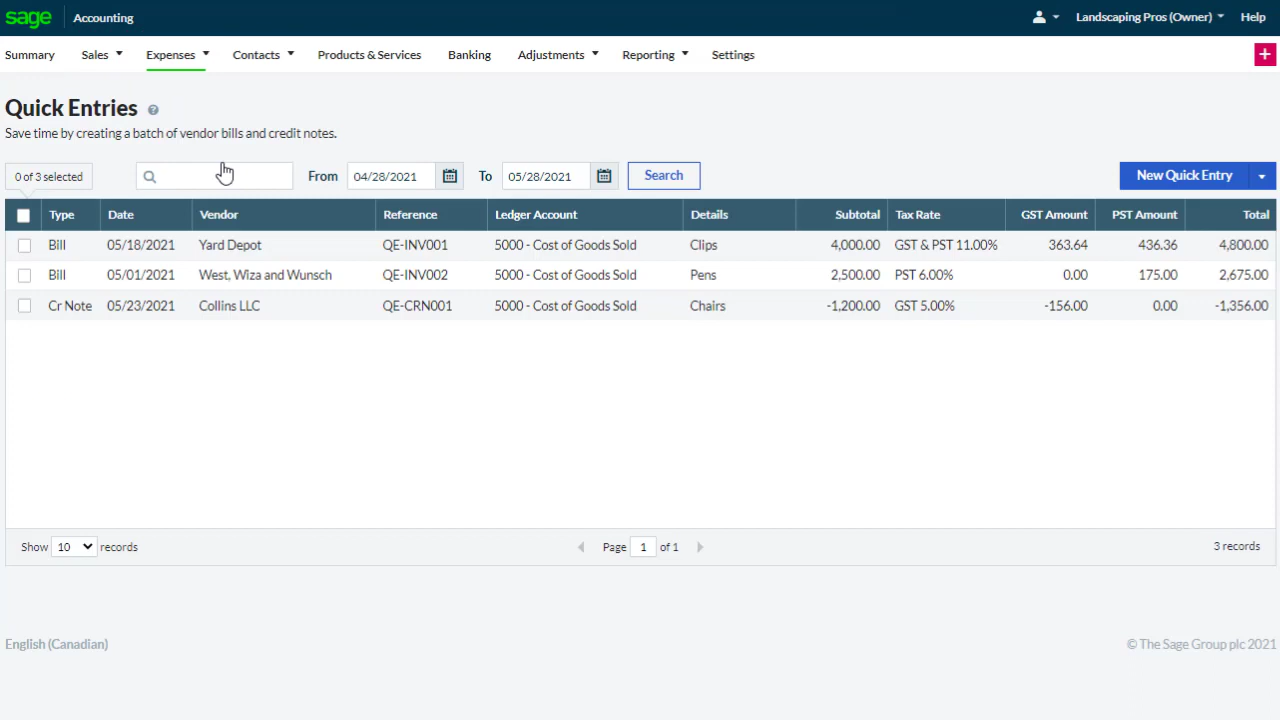 sage Accounting Landscaping Pros (Owner) Help
Summary Sales Expenses Contacts Products & Services Banking Adjustments Reporting Settings +
Quick Entries ?
Save time by creating a batch of vendor bills and credit notes.
0 of 3 selected From 04/28/2021 To 05/28/2021 Search New Quick Entry
Type Date Vendor Reference Ledger Account Details Subtotal Tax Rate GST Amount PST Amount Total
Bill 05/18/2021 Yard Depot QE-INV001 5000 - Cost of Goods Sold Clips 4,000.00 GST & PST 11.00% 363.64 436.36 4,800.00
Bill 05/01/2021 West, Wiza and Wunsch QE-INV002 5000 - Cost of Goods Sold Pens 2,500.00 PST 6.00% 0.00 175.00 2,675.00
Cr Note 05/23/2021 Collins LLC QE-CRN001 5000 - Cost of Goods Sold Chairs -1,200.00 GST 5.00% -156.00 0.00 -1,356.00
Show 10 records Page 1 of 1 3 records
English (Canadian) © The Sage Group plc 2021